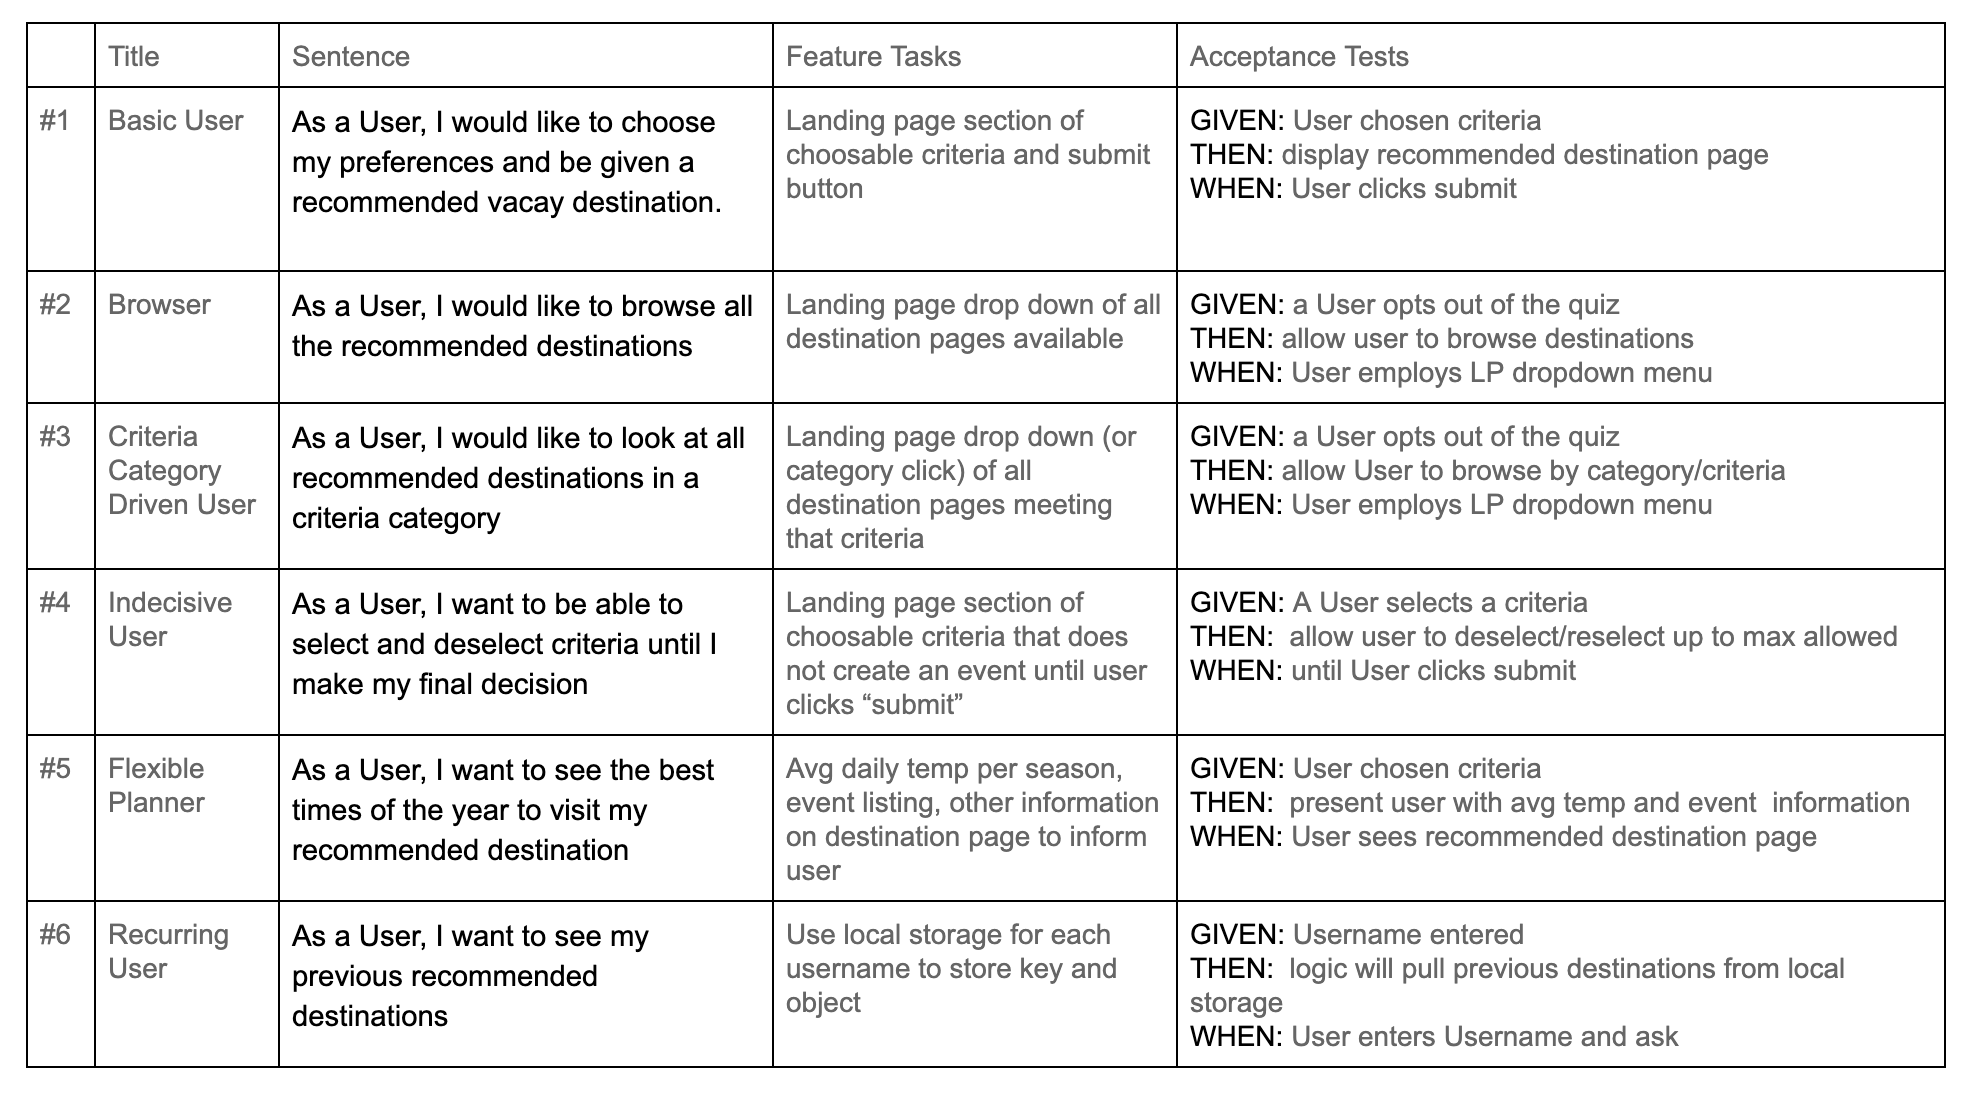 Title
Sentence
Feature Tasks
Acceptance Tests
#1
Basic User
As a User, I would like to choose
my preferences and be given a
recommended vacay destination.
Landing page section of
choosable criteria and submit
button
GIVEN: User chosen criteria
THEN: display recommended destination page
WHEN: User clicks submit
#2
Browser
As a User, I would like to browse all
the recommended destinations
Landing page drop down of all
destination pages available
GIVEN: a User opts out of the quiz
THEN: allow user to browse destinations
WHEN: User employs LP dropdown menu
#3
Criteria
Category
Driven User
As a User, I would like to look at all
recommended destinations in a
criteria category
Landing page drop down (or
category click) of all
destination pages meeting
that criteria
GIVEN: a User opts out of the quiz
THEN: allow User to browse by category/criteria
WHEN: User employs LP dropdown menu
#4
Indecisive
User
As a User, I want to be able to
select and deselect criteria until I
make my final decision
Landing page section of
choosable criteria that does
not create an event until user
clicks “submit”
GIVEN: A User selects a criteria
THEN:  allow user to deselect/reselect up to max allowed
WHEN: until User clicks submit
#5
Flexible
Planner
As a User, I want to see the best
times of the year to visit my
recommended destination
Avg daily temp per season,
event listing, other information
on destination page to inform
user
GIVEN: User chosen criteria
THEN:  present user with avg temp and event  information
WHEN: User sees recommended destination page
#6
Recurring
User
As a User, I want to see my
previous recommended
destinations
Use local storage for each
username to store key and
object
GIVEN: Username entered
THEN:  logic will pull previous destinations from local
storage
WHEN: User enters Username and ask